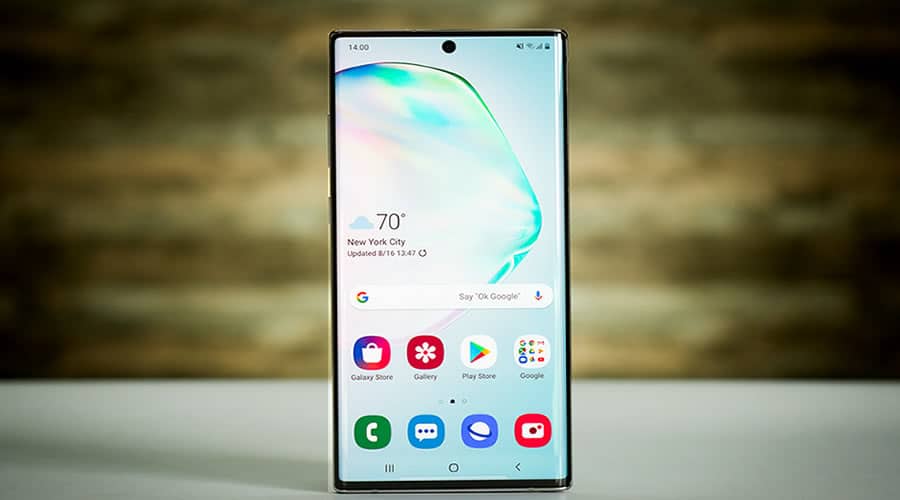 14:00
70°
New York City
Updated 8/16 13:47
Say "Ok Google"
Galaxy Store
Gallery
Play Store
Google